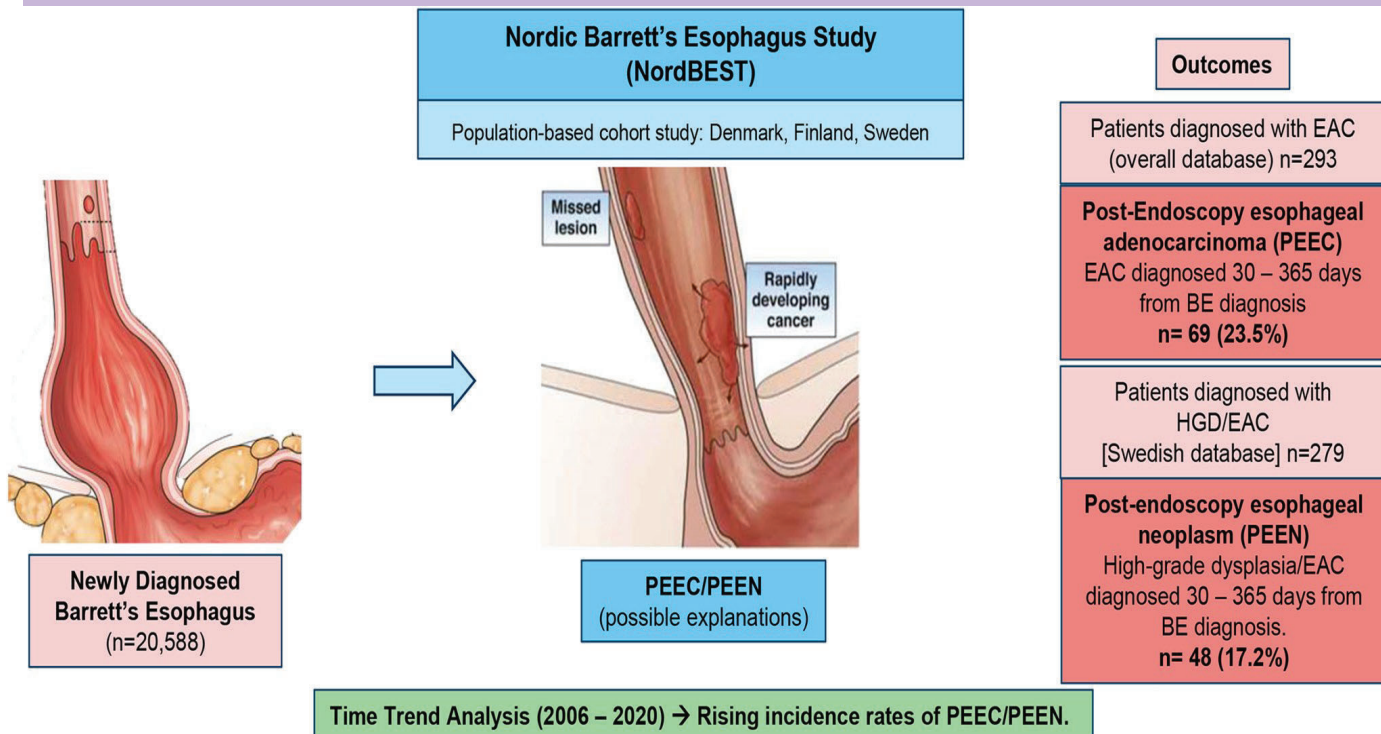 Nordic Barrett's Esophagus Study
(NordBEST)
Population-based cohort study: Denmark, Finland, Sweden
Newly Diagnosed
Barrett's Esophagus
(n=20,588)
Missed
lesion
Rapidly
developing
cancer
PEEC/PEEN
(possible explanations)
Outcomes
Patients diagnosed with EAC
(overall database) n=293
Post-Endoscopy esophageal
adenocarcinoma (PEEC)
EAC diagnosed 30 – 365 days
from BE diagnosis
n= 69 (23.5%)
Patients diagnosed with
HGD/EAC
[Swedish database] n=279
Post-endoscopy esophageal
neoplasm (PEEN)
High-grade dysplasia/EAC
diagnosed 30 – 365 days from
BE diagnosis.
n= 48 (17.2%)
Time Trend Analysis (2006 – 2020) → Rising incidence rates of PEEC/PEEN.